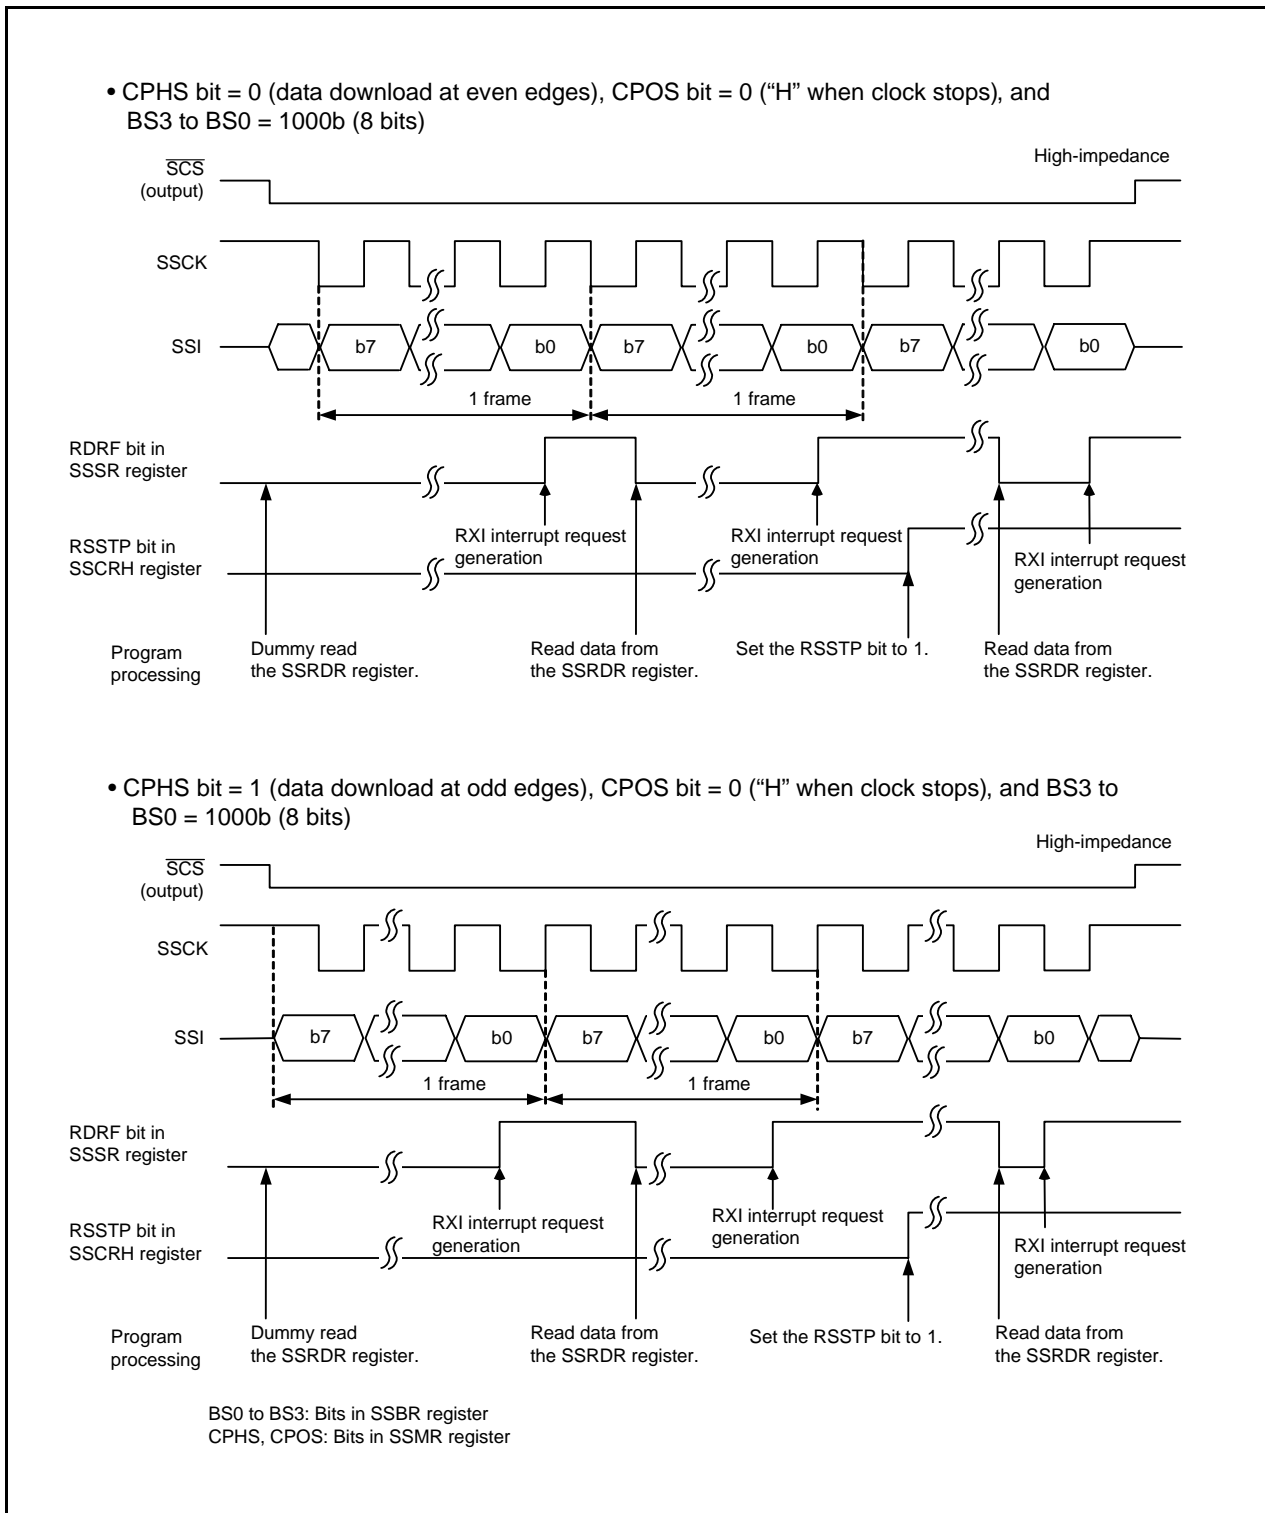 • CPHS bit = 0 (data download at even edges), CPOS bit = 0 (“H” when clock stops), and
BS3 to BS0 = 1000b (8 bits)
High-impedance
SCS
(output)
SSCK
SSI
b7
b0
b7
b0
b7
b0
1 frame
1 frame
RDRF bit in
SSSR register
RXI interrupt request
generation
RXI interrupt request
generation
RXI interrupt request
generation
RSSTP bit in
SSCRH register
Program
processing
Dummy read
the SSRDR register.
Read data from
the SSRDR register.
Set the RSSTP bit to 1.
Read data from
the SSRDR register.
• CPHS bit = 1 (data download at odd edges), CPOS bit = 0 (“H” when clock stops), and BS3 to
BS0 = 1000b (8 bits)
High-impedance
SCS
(output)
SSCK
SSI
b7
b0
b7
b0
b7
b0
1 frame
1 frame
RDRF bit in
SSSR register
RXI interrupt request
generation
RXI interrupt request
generation
RXI interrupt request
generation
RSSTP bit in
SSCRH register
Program
processing
Dummy read
the SSRDR register.
Read data from
the SSRDR register.
Set the RSSTP bit to 1.
Read data from
the SSRDR register.
BS0 to BS3: Bits in SSBR register
CPHS, CPOS: Bits in SSMR register